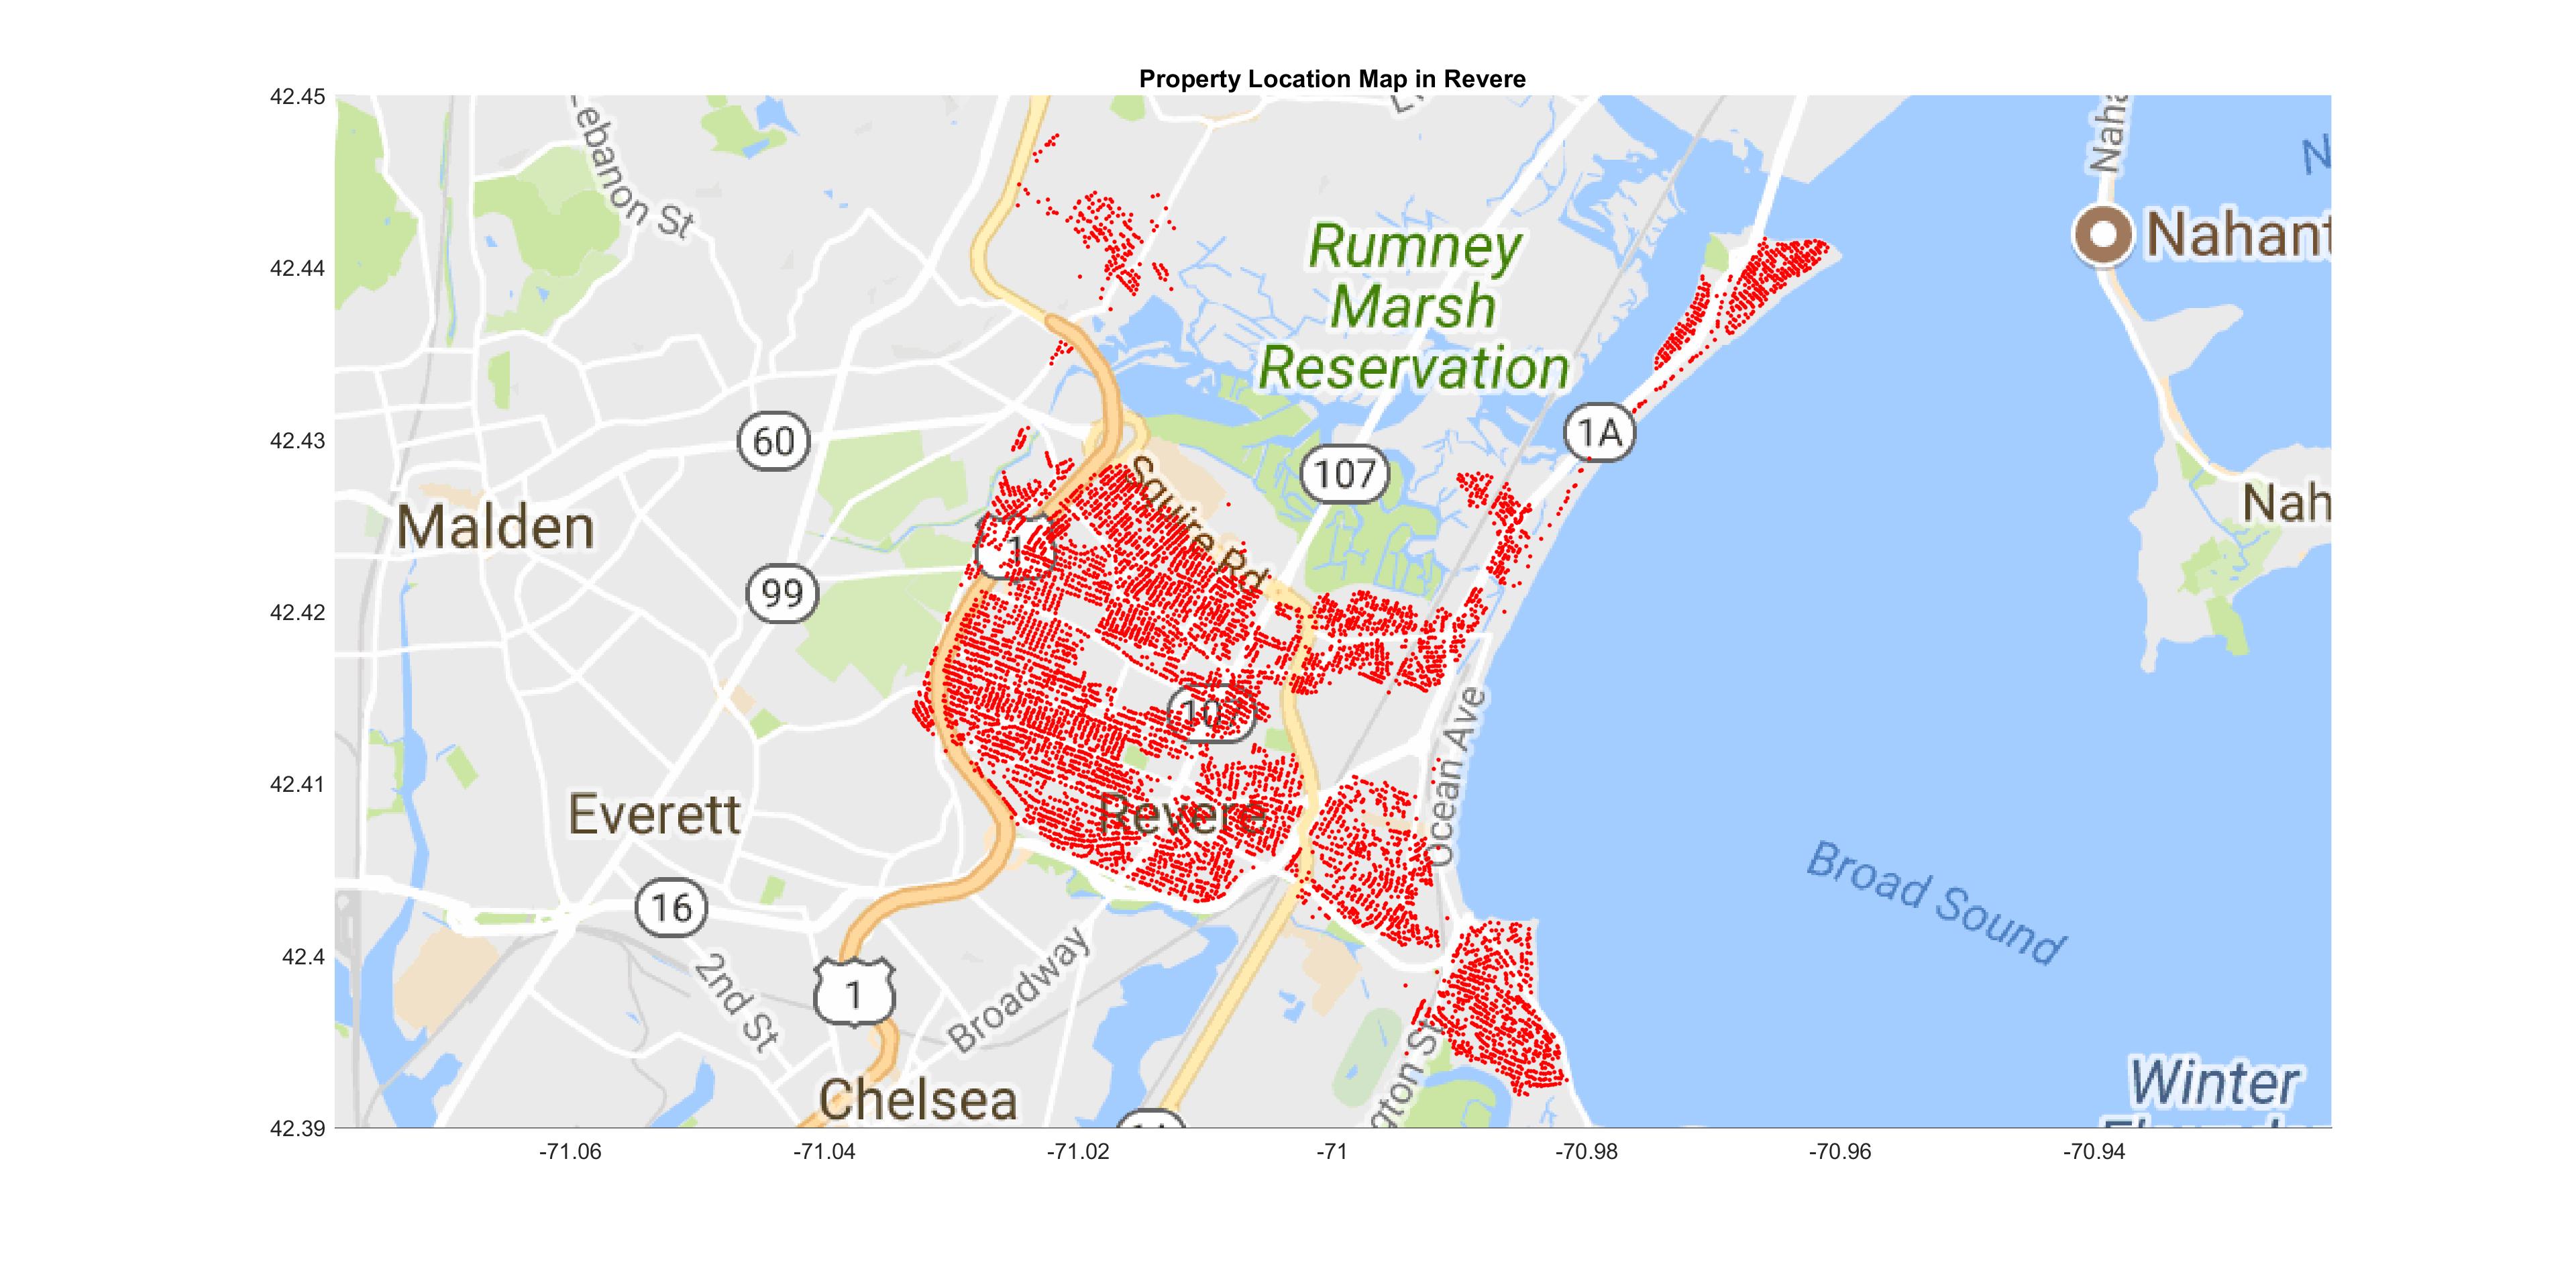 Property Location Map in Revere
42.45
42.44
42.43
42.42
42.41
42.4
42.39
-71.06
-71.04
-71.02
-71
-70.98
-70.96
-70.94
ebanon St
Naha
N
Nahant
Rumney
Marsh
Reservation
60
1A
107
Squire Rd
Malden
Nah
1
99
107
Ocean Ave
Everett
Revere
Broad Sound
16
2nd St
1
Broadway
gton St
Chelsea
Winter